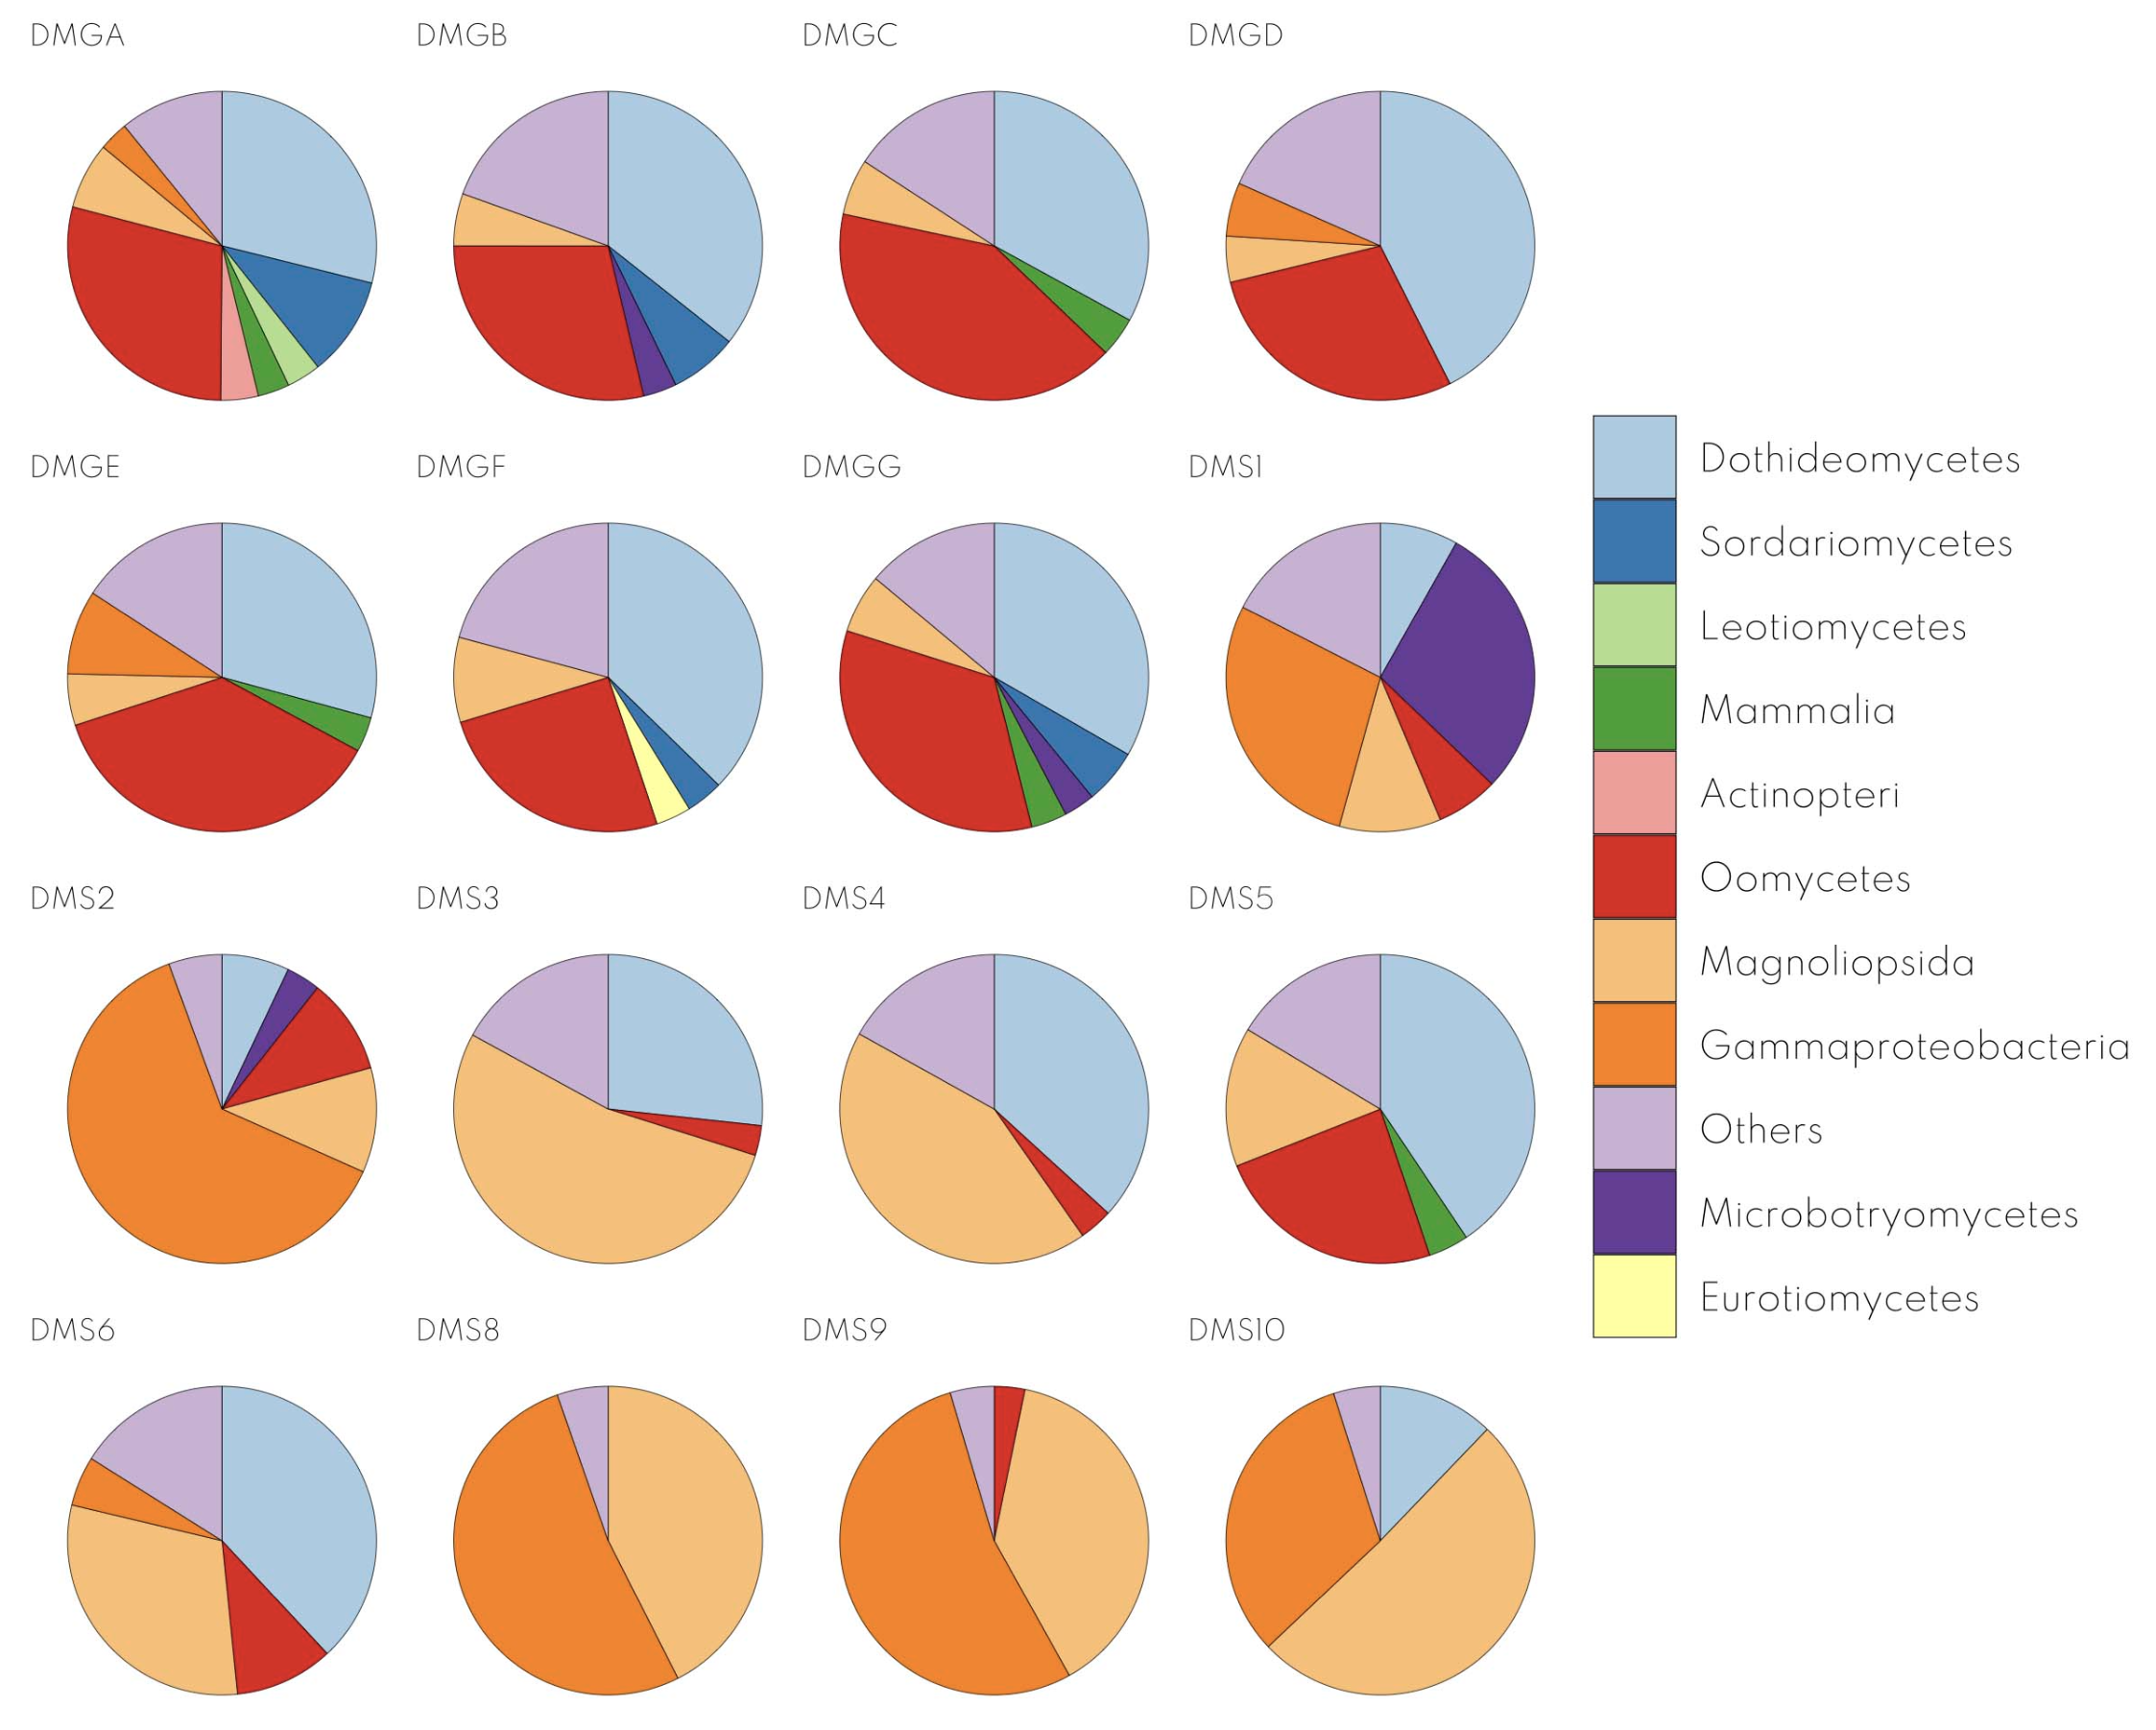 DMGA
DMGB
DMGC
DMGD
DMGE
DMGF
DMGG
DMS1
DMS2
DMS3
DMS4
DMS5
DMS6
DMS8
DMS9
DMS10
Dothideomycetes
Sordariomycetes
Leotiomycetes
Mammalia
Actinopteri
Oomycetes
Magnoliopsida
Gammaproteobacteria
Others
Microbotryomycetes
Eurotiomycetes